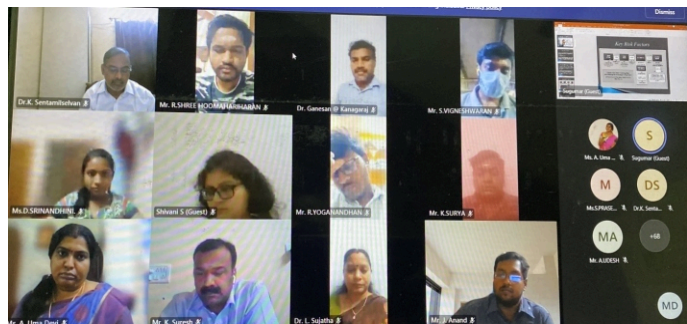 Dismiss
Dr.K. Sentamilselvan
Mr. R.SHREE HOOMAHARIHARAN
Dr. Ganesan @ Kanagaraj
Mr. S.VIGNESHWARAN
Key Risk Factors
Sugumar (Guest)
Ms.D.SRINANDHINI.
Shivani S (Guest)
Mr. R.YOGANANDHAN
Mr. K.SURYA
Ms. A. Uma ...
S
Sugumar (Guest)
M
Ms.S.PRASE...
DS
Dr.K. Senta...
MA
Mr. A.UDESH
+68
Mr. A. Uma Devi
Mr. K. Suresh
Dr. L. Sujatha
Mr. J. Anand
MD